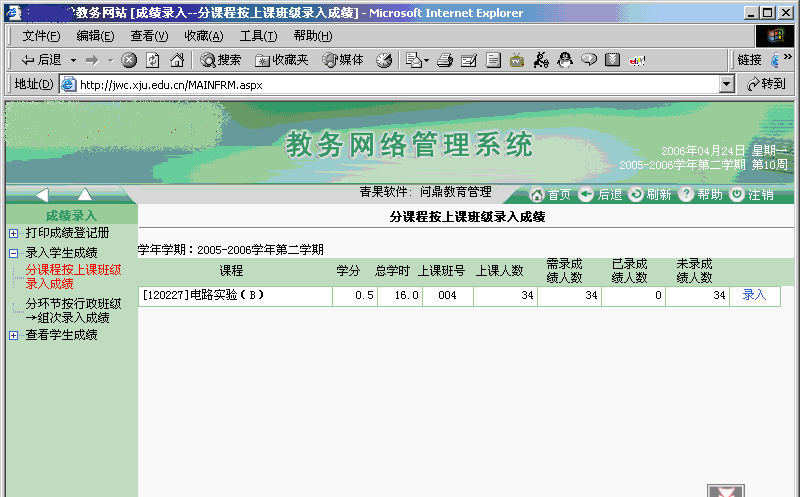 教务网站 [成绩录入--分课程按上课班级录入成绩] - Microsoft Internet Explorer
文件(F) 编辑(E) 查看(V) 收藏(A) 工具(T) 帮助(H)
后退 搜索 收藏夹 媒体 链接 »
地址(D) http://jwc.xju.edu.cn/MAINFRM.aspx 转到
教务网络管理系统
2006年04月24日 星期一
2005-2006学年第二学期 第10周
青果软件: 问鼎教育管理 首页 后退 刷新 帮助 注销
成绩录入
打印成绩登记册
录入学生成绩
分课程按上课班级
录入成绩
分环节按行政班级
→组次录入成绩
查看学生成绩
分课程按上课班级录入成绩
学年学期：2005-2006学年第二学期
课程 学分 总学时 上课班号 上课人数 需录成绩人数 已录成绩人数 未录成绩人数
[120227]电路实验（B） 0.5 16.0 004 34 34 0 34 录入